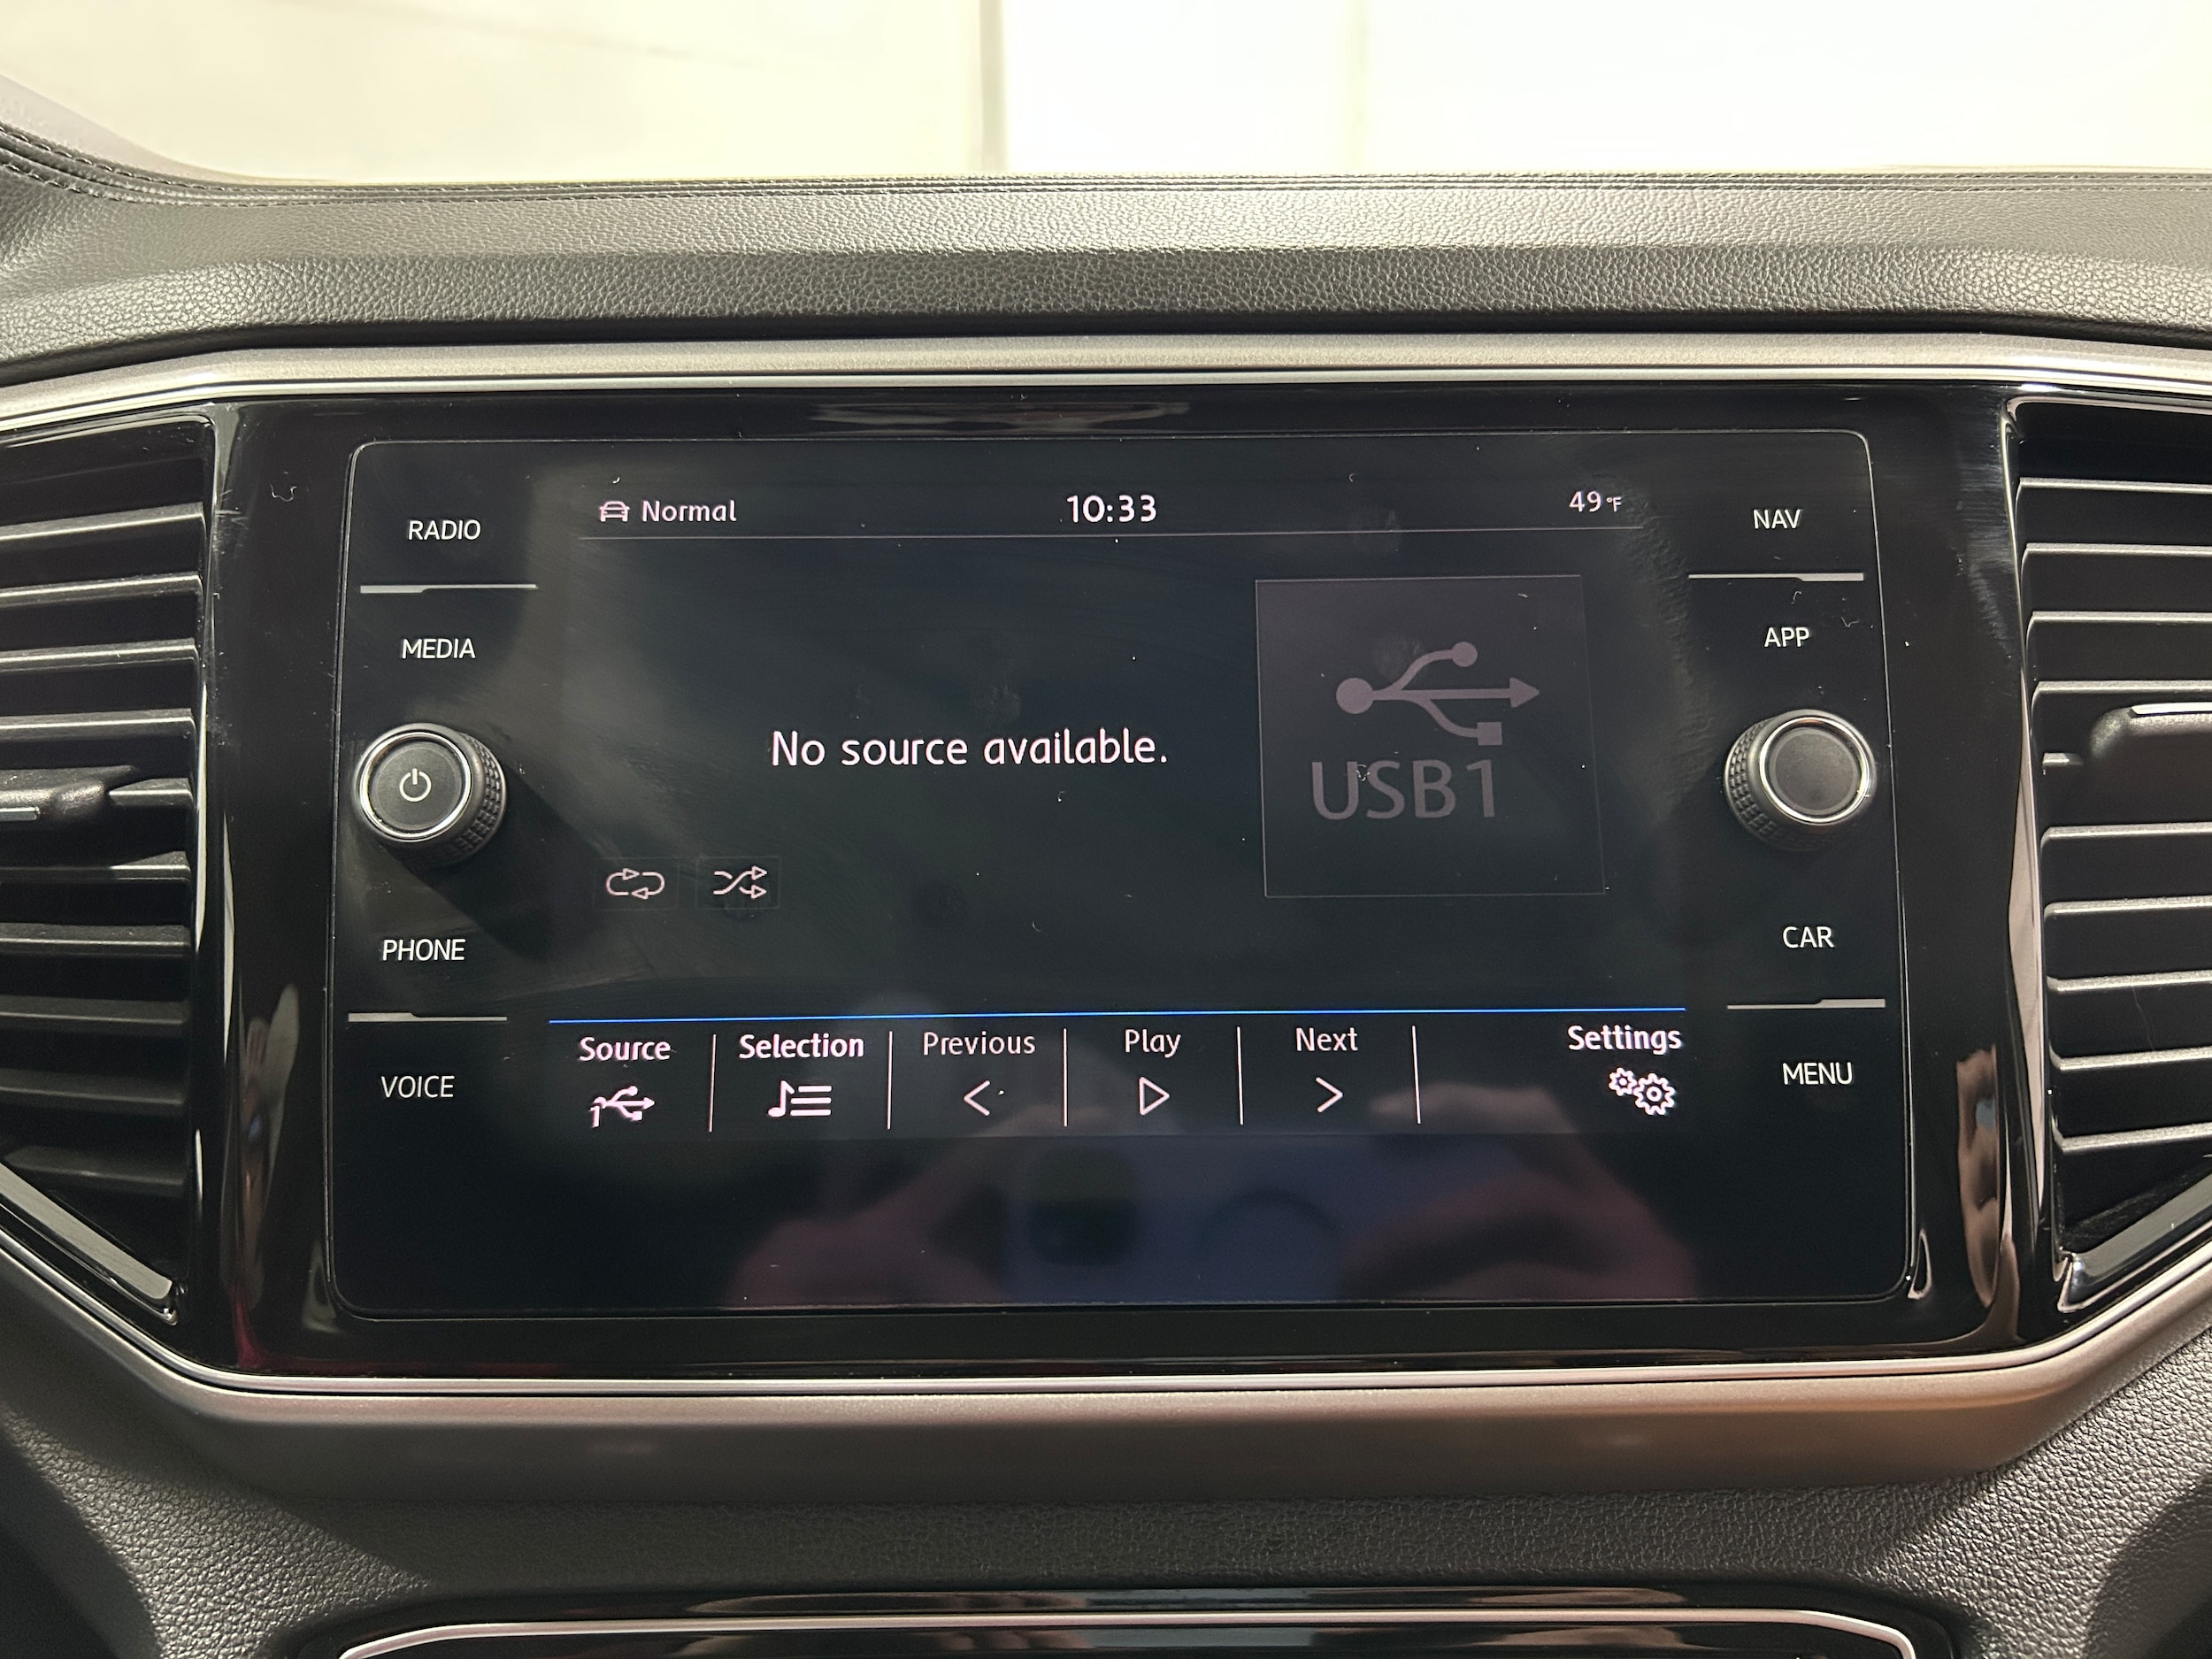 RADIO
MEDIA
PHONE
VOICE
Normal
10:33
49°F
No source available.
USB1
Source
1
Selection
Previous
Play
Next
Settings
NAV
APP
CAR
MENU